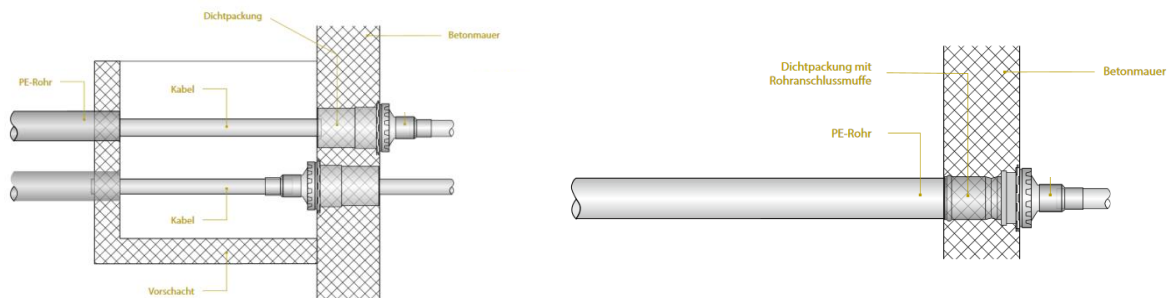 Dichtpackung
Betonmauer
PE-Rohr
Kabel
Kabel
Vorschacht
Dichtpackung mit
Rohranschlussmuffe
Betonmauer
PE-Rohr